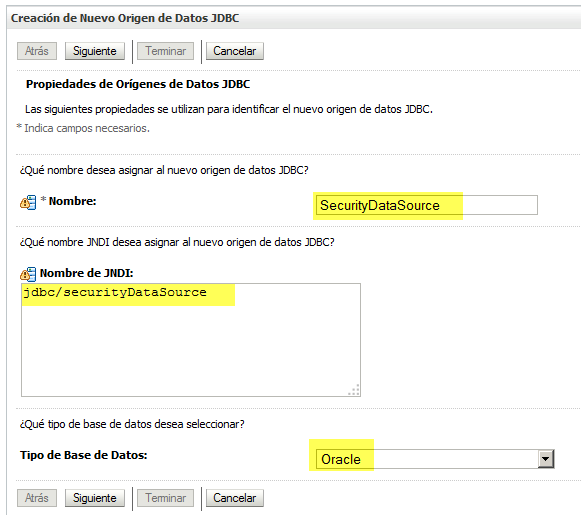 Creación de Nuevo Origen de Datos JDBC
Atrás Siguiente Terminar Cancelar
Propiedades de Orígenes de Datos JDBC
Las siguientes propiedades se utilizan para identificar el nuevo origen de datos JDBC.
* Indica campos necesarios.
¿Qué nombre desea asignar al nuevo origen de datos JDBC?
* Nombre: SecurityDataSource
¿Qué nombre JNDI desea asignar al nuevo origen de datos JDBC?
Nombre de JNDI:
jdbc/securityDataSource
¿Qué tipo de base de datos desea seleccionar?
Tipo de Base de Datos: Oracle
Atrás Siguiente Terminar Cancelar